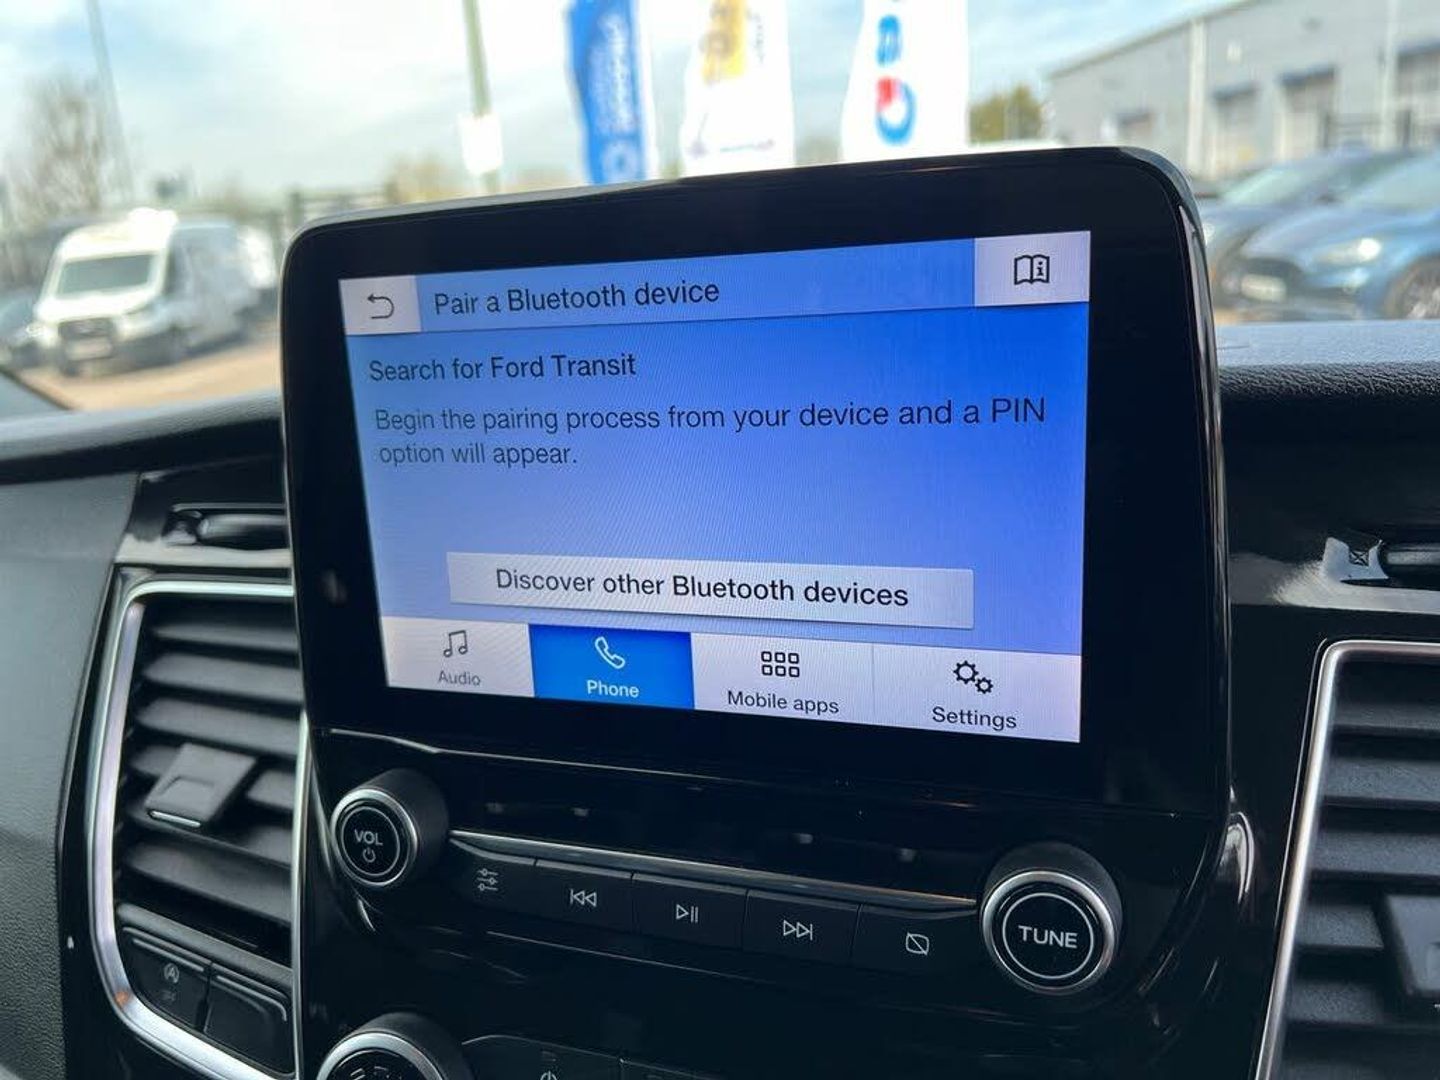 Pair a Bluetooth device
Search for Ford Transit
Begin the pairing process from your device and a PIN
option will appear.
Discover other Bluetooth devices
Audio
Phone
Mobile apps
Settings
VOL
TUNE
A
OFF